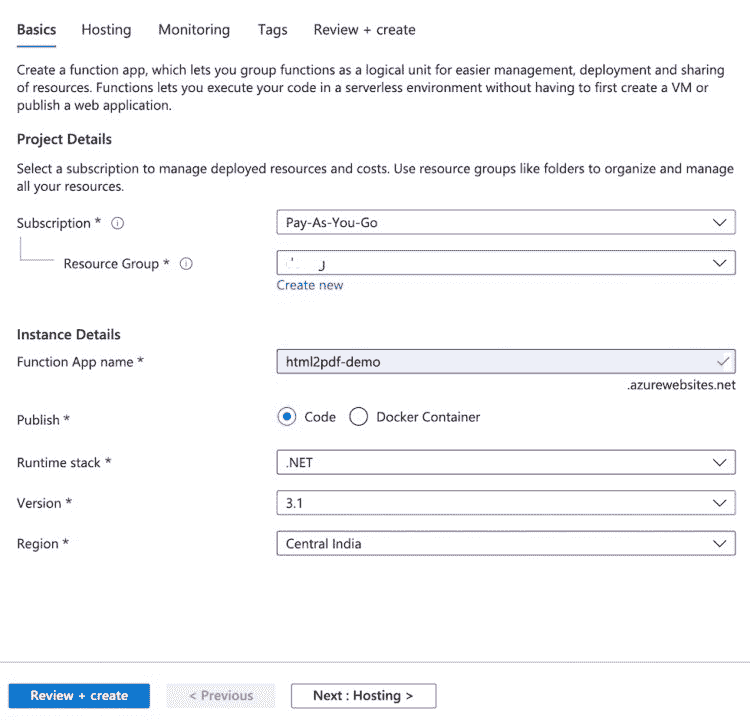 Basics Hosting Monitoring Tags Review + create
Create a function app, which lets you group functions as a logical unit for easier management, deployment and sharing
of resources. Functions lets you execute your code in a serverless environment without having to first create a VM or
publish a web application.
Project Details
Select a subscription to manage deployed resources and costs. Use resource groups like folders to organize and manage
all your resources.
Subscription * Pay-As-You-Go
Resource Group *
Create new
Instance Details
Function App name * html2pdf-demo
.azurewebsites.net
Publish * Code Docker Container
Runtime stack * .NET
Version * 3.1
Region * Central India
Review + create < Previous Next : Hosting >